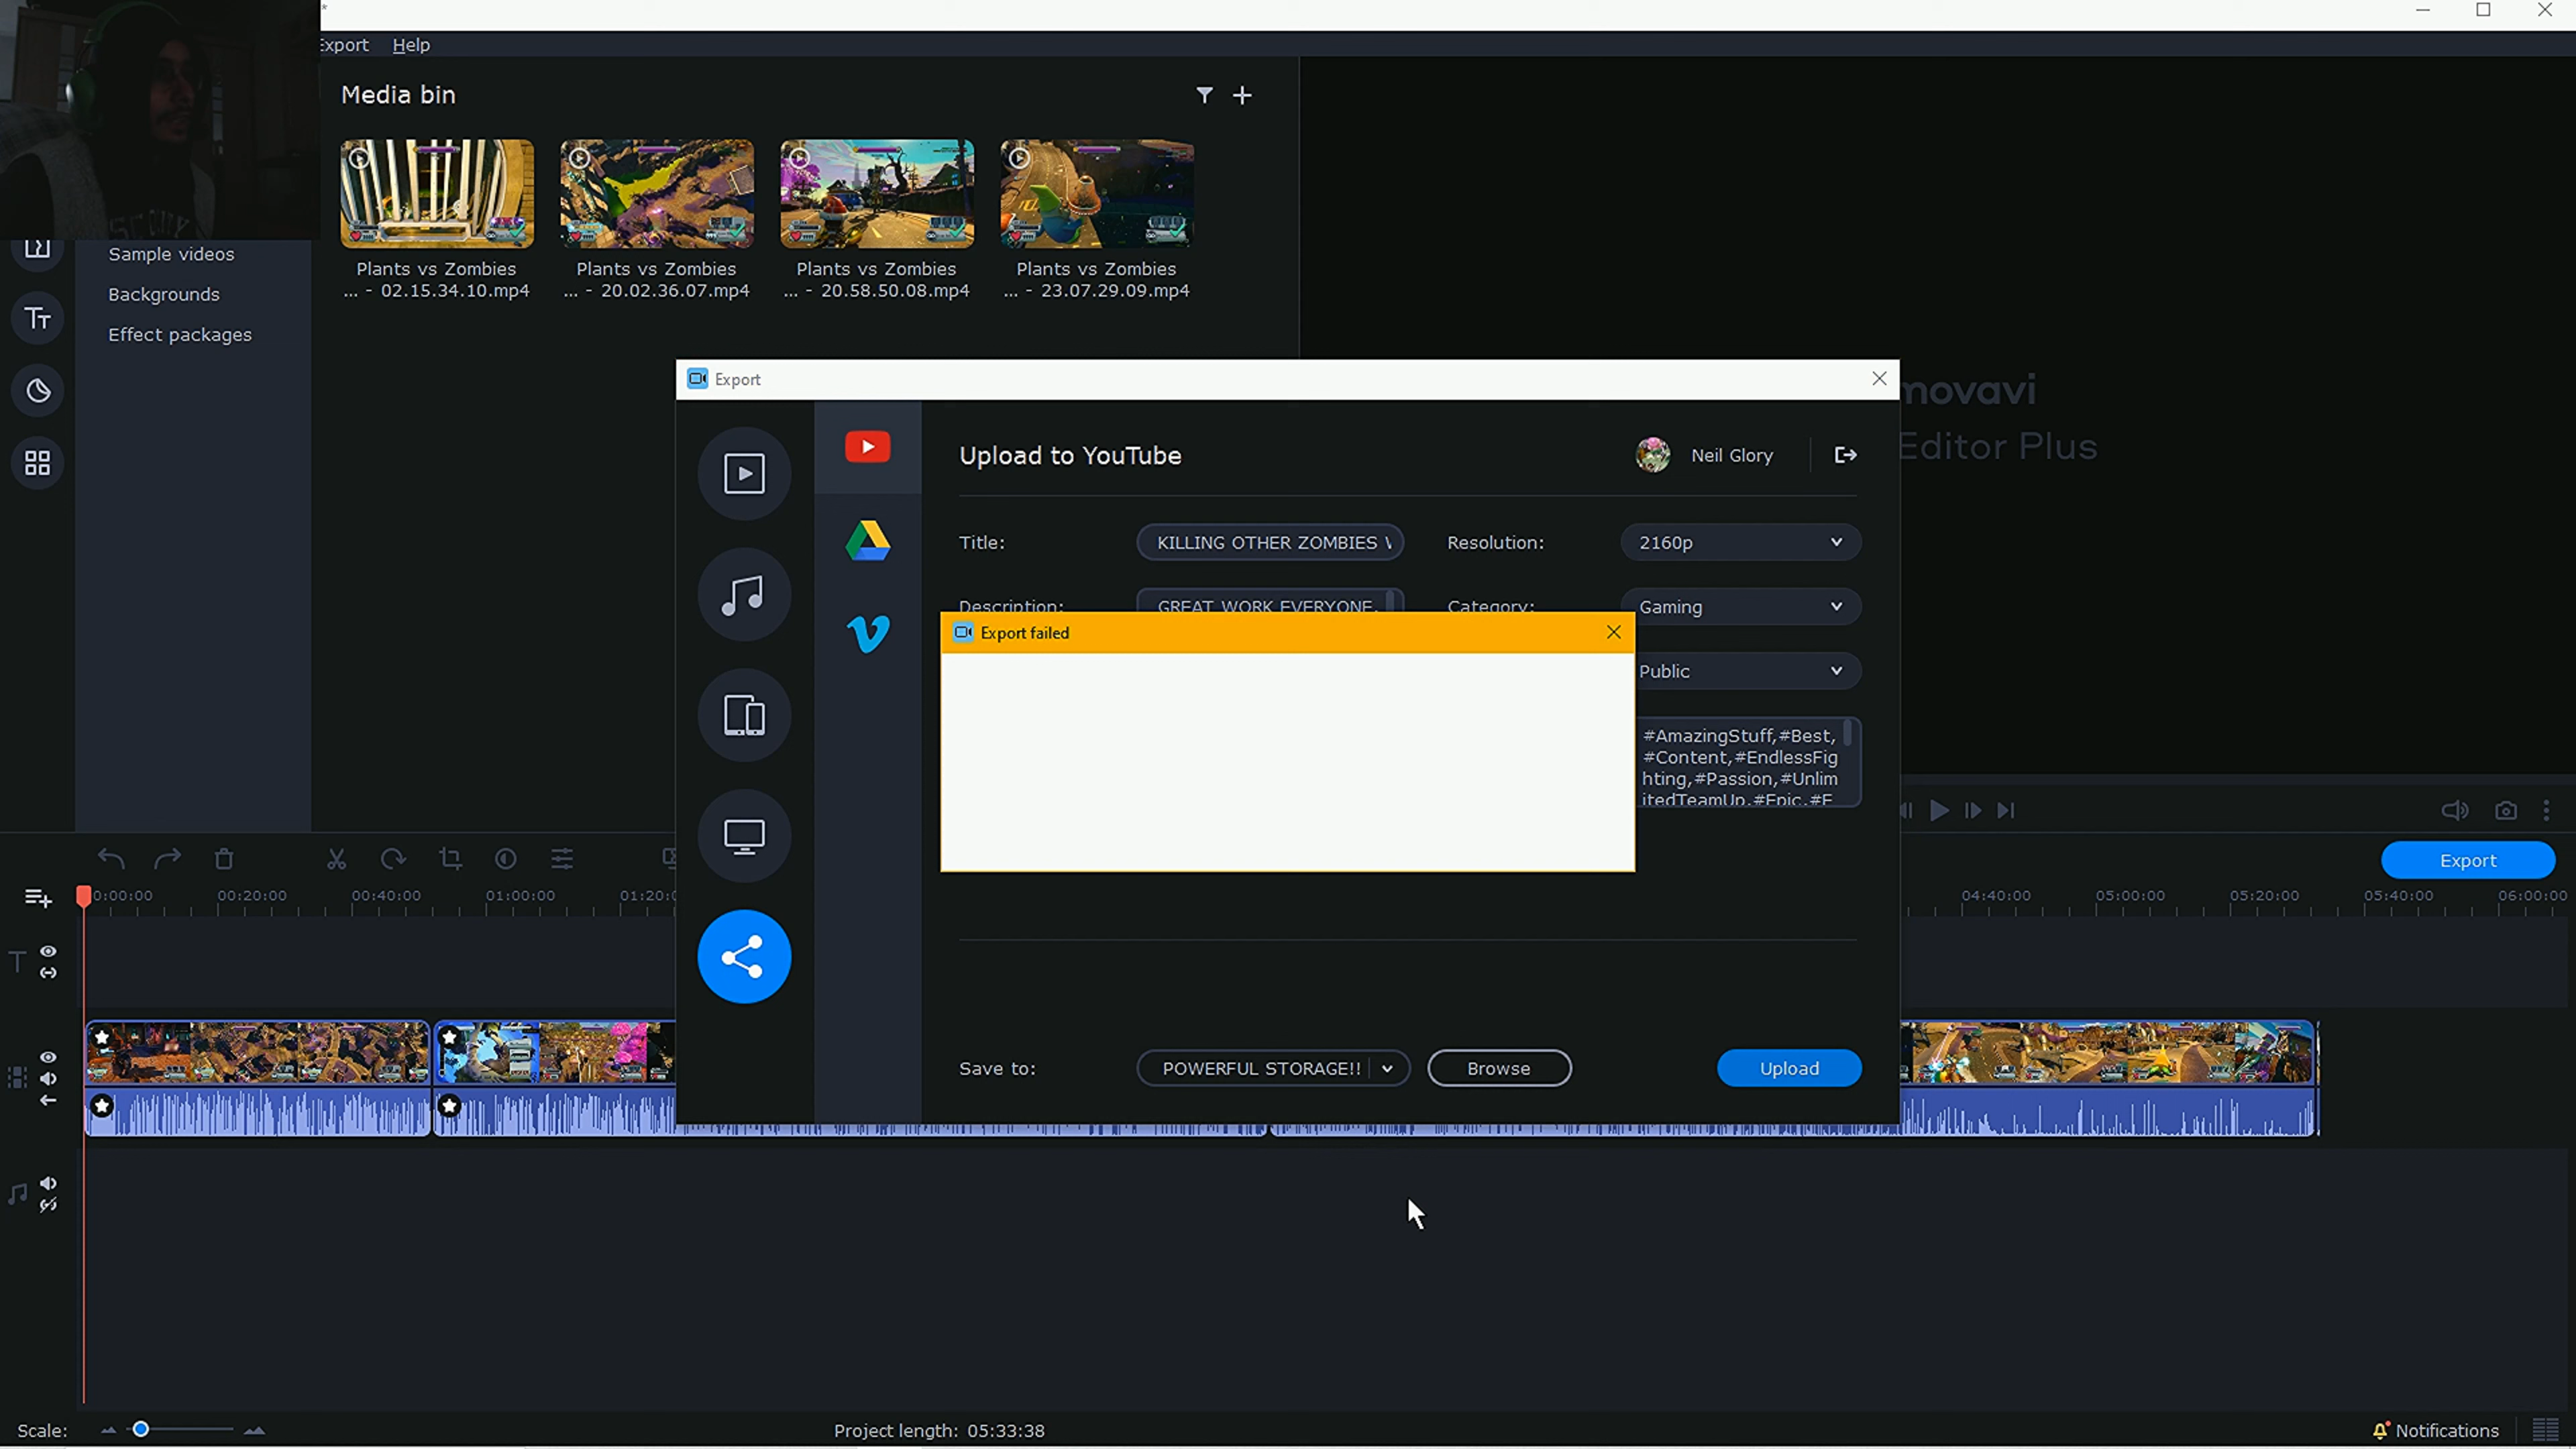 *
Export Help
Media bin
Plants vs Zombies
... - 02.15.34.10.mp4
Plants vs Zombies
... - 20.02.36.07.mp4
Plants vs Zombies
... - 20.58.50.08.mp4
Plants vs Zombies
... - 23.07.29.09.mp4
Sample videos
Backgrounds
Effect packages
movavi
Editor Plus
Export
Upload to YouTube
Neil Glory
Title:
KILLING OTHER ZOMBIES
Resolution:
2160p
Description:
GREAT WORK EVERYONE.
Category:
Gaming
Export failed
Public
#AmazingStuff,#Best,
#Content,#EndlessFig
hting,#Passion,#Unlim
itedTeamUp,#Epic,#E
Save to:
POWERFUL STORAGE!!
Browse
Upload
Export
0:00:00 00:20:00 00:40:00 01:00:00 01:20: 04:40:00 05:00:00 05:20:00 05:40:00 06:00:00
Scale:
Project length: 05:33:38
Notifications